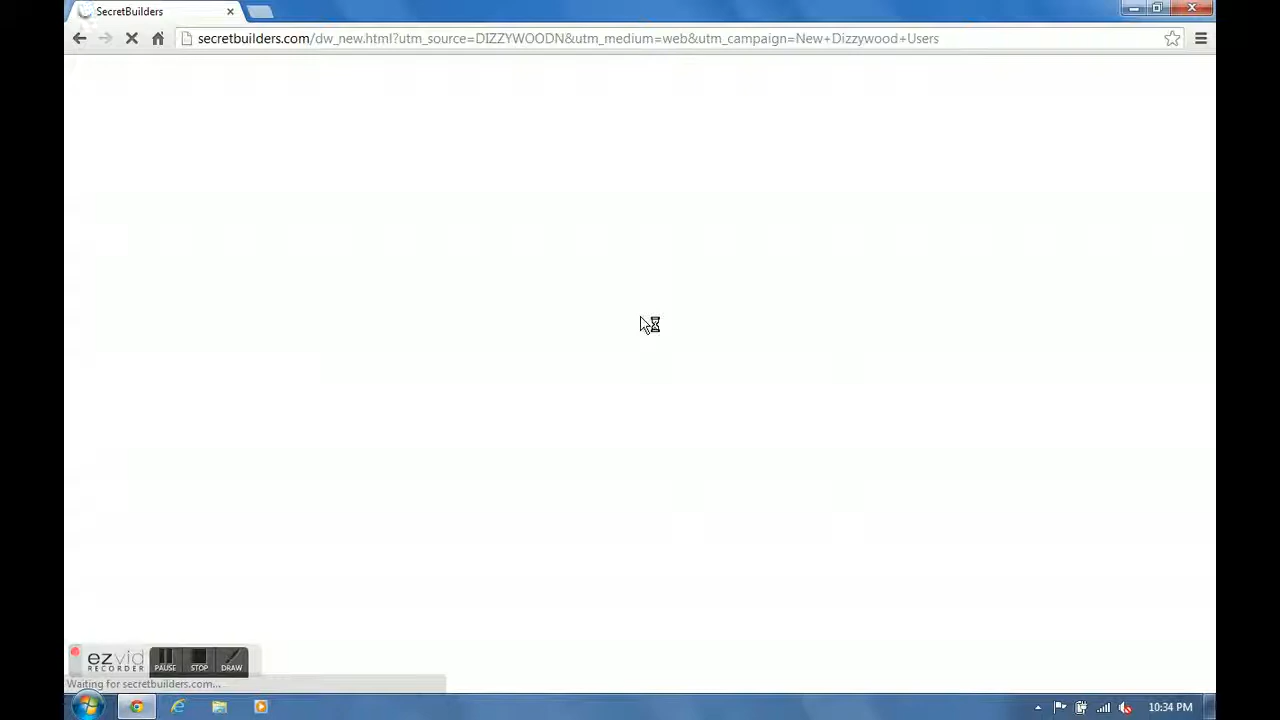 SecretBuilders
secretbuilders.com/dw_new.html?utm_source=DIZZYWOODN&utm_medium=web&utm_campaign=New+Dizzywood+Users
ezvid
RECORDER
PAUSE
STOP
DRAW
Waiting for secretbuilders.com...
10:34 PM